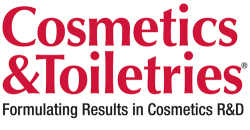 Cosmetics
&Toiletries®
Formulating Results in Cosmetics R&D